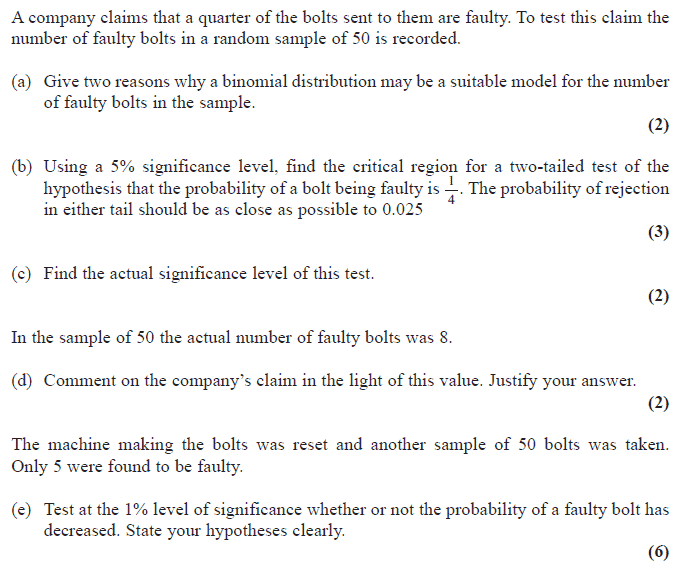 A company claims that a quarter of the bolts sent to them are faulty. To test this claim the
number of faulty bolts in a random sample of 50 is recorded.
(a) Give two reasons why a binomial distribution may be a suitable model for the number
of faulty bolts in the sample.
(2)
(b) Using a 5% significance level, find the critical region for a two-tailed test of the
hypothesis that the probability of a bolt being faulty is 1/4. The probability of rejection
in either tail should be as close as possible to 0.025
(3)
(c) Find the actual significance level of this test.
(2)
In the sample of 50 the actual number of faulty bolts was 8.
(d) Comment on the company's claim in the light of this value. Justify your answer.
(2)
The machine making the bolts was reset and another sample of 50 bolts was taken.
Only 5 were found to be faulty.
(e) Test at the 1% level of significance whether or not the probability of a faulty bolt has
decreased. State your hypotheses clearly.
(6)